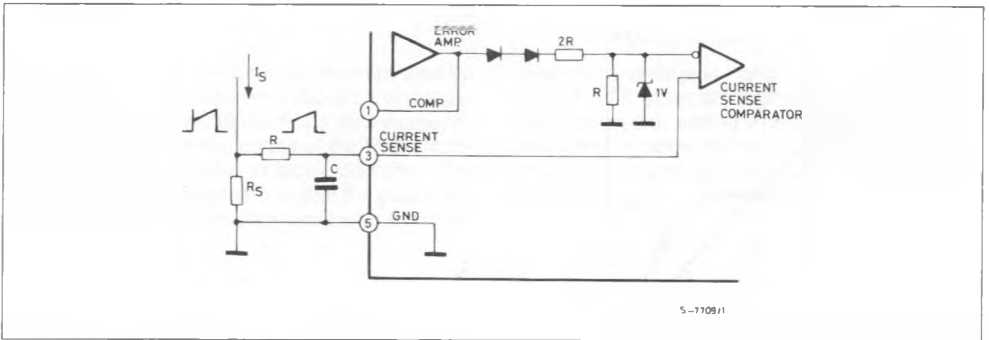 ERROR
AMP.
2R
I_S
R
1V
CURRENT
SENSE
COMPARATOR
1
COMP
CURRENT
SENSE
R
3
C
R_S
5
GND
S-7709/1